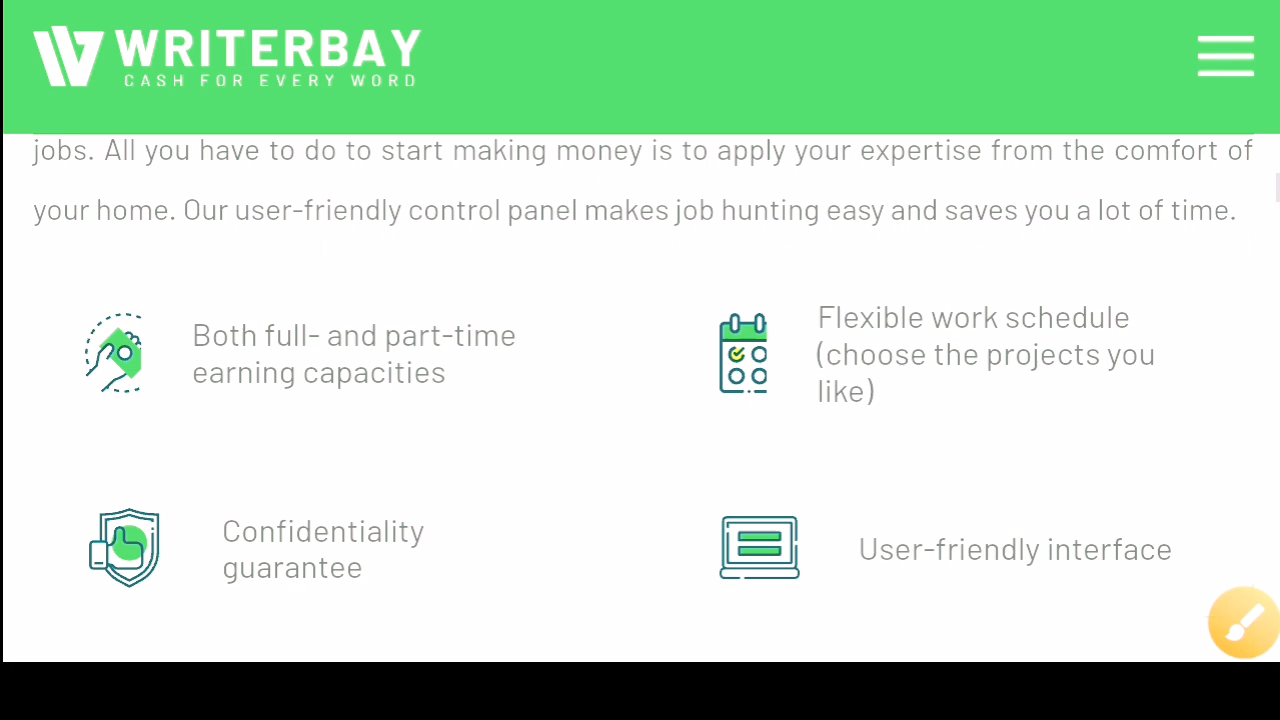 WRITERBAY
CASH FOR EVERY WORD
jobs. All you have to do to start making money is to apply your expertise from the comfort of
your home. Our user-friendly control panel makes job hunting easy and saves you a lot of time.
Both full- and part-time
earning capacities
Flexible work schedule
(choose the projects you
like)
Confidentiality
guarantee
User-friendly interface